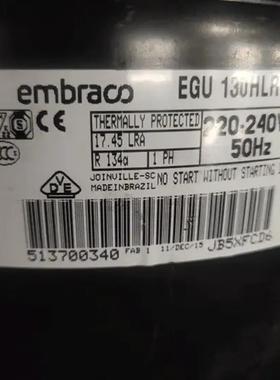 embraco EGU 130HLR
THERMALLY PROTECTED
17.45 LRA
R 134a 1 PH
220-240V
50Hz
JOINVILLE-SC
MADEINBRAZIL
NO START WITHOUT STARTING
513700340 FAB 1 11/DEC/15 JB5XFCD6